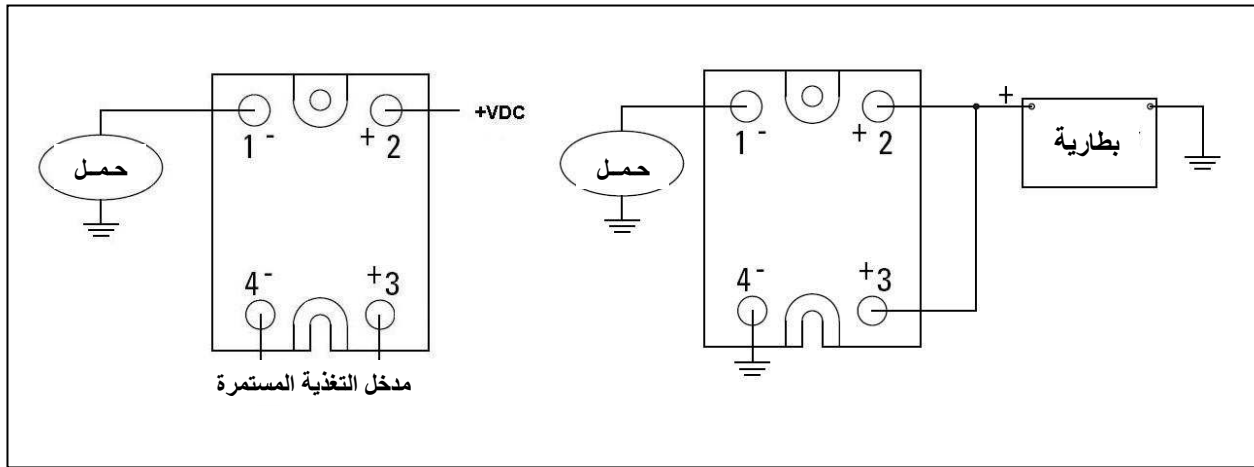 1 - + 2 +VDC
حمـل
4 - + 3
مدخل التغذية المستمرة
1 - + 2 + بطارية
حمـل
4 - + 3